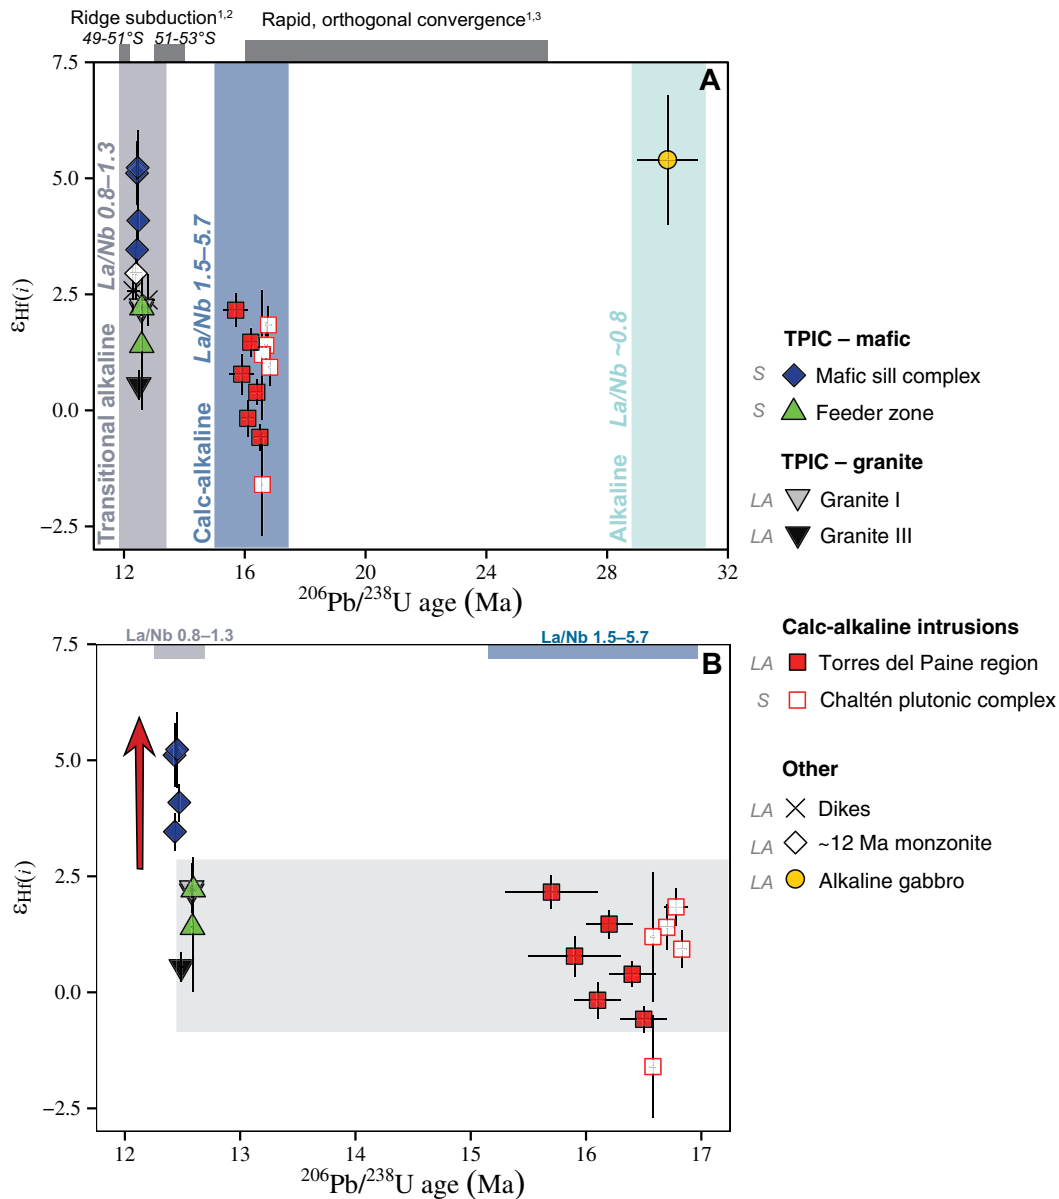 Ridge subduction1,2
49-51°S 51-53°S
Rapid, orthogonal convergence1,3
A
7.5
5.0
2.5
0.0
−2.5
εHf(i)
Transitional alkaline La/Nb 0.8–1.3
Calc-alkaline La/Nb 1.5–5.7
Alkaline La/Nb ~0.8
12 16 20 24 28 32
206Pb/238U age (Ma)
TPIC – mafic
S Mafic sill complex
S Feeder zone
TPIC – granite
LA Granite I
LA Granite III
Calc-alkaline intrusions
LA Torres del Paine region
S Chaltén plutonic complex
Other
LA Dikes
LA ~12 Ma monzonite
LA Alkaline gabbro
La/Nb 0.8–1.3
La/Nb 1.5–5.7
B
7.5
5.0
2.5
0.0
−2.5
εHf(i)
12 13 14 15 16 17
206Pb/238U age (Ma)